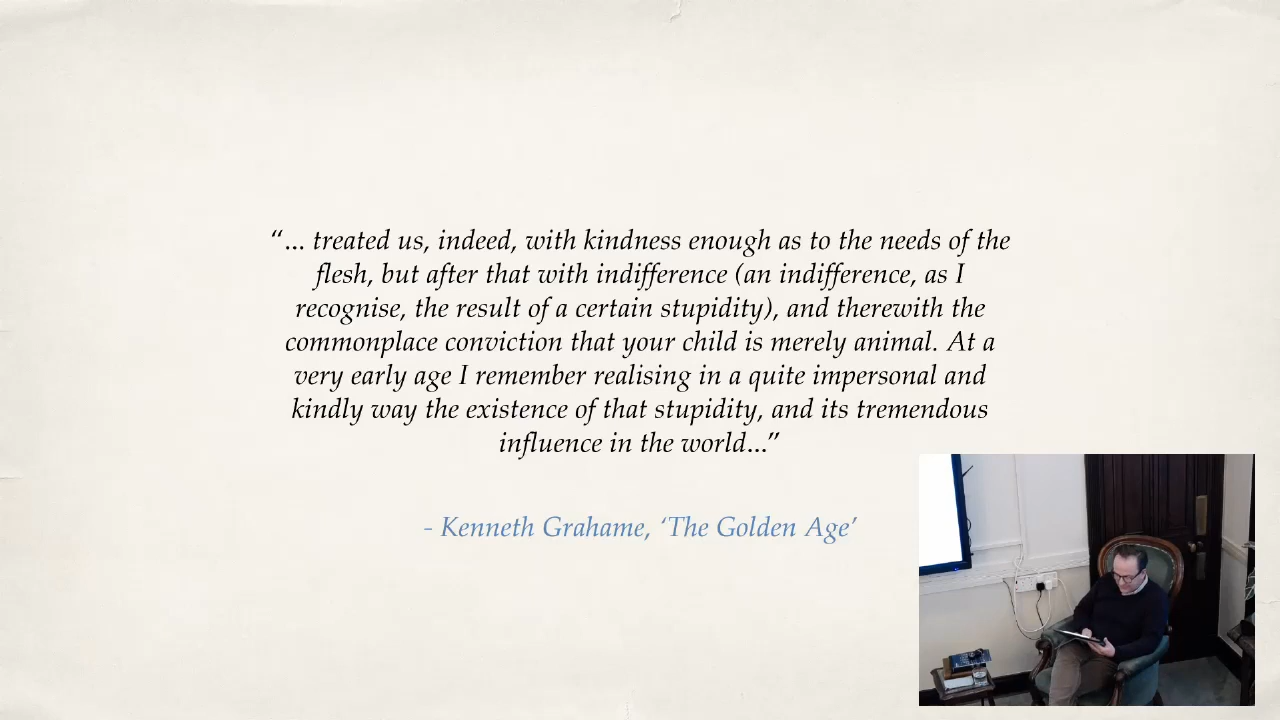 “... treated us, indeed, with kindness enough as to the needs of the
flesh, but after that with indifference (an indifference, as I
recognise, the result of a certain stupidity), and therewith the
commonplace conviction that your child is merely animal. At a
very early age I remember realising in a quite impersonal and
kindly way the existence of that stupidity, and its tremendous
influence in the world...”
- Kenneth Grahame, ‘The Golden Age’